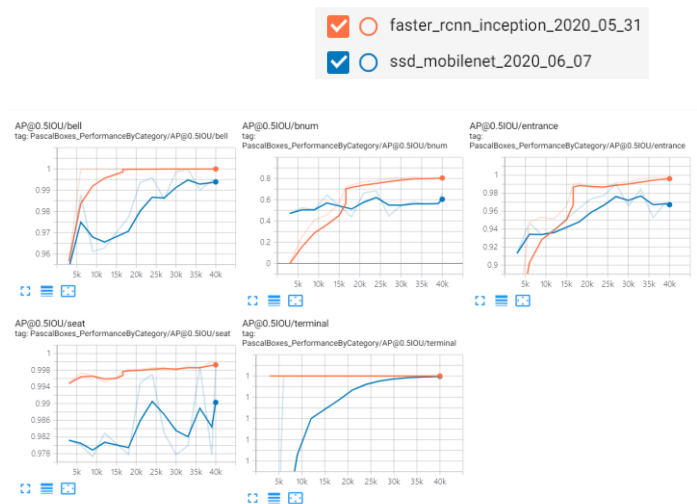 faster_rcnn_inception_2020_05_31
ssd_mobilenet_2020_06_07
AP@0.5IOU/bell
tag: PascalBoxes_PerformanceByCategory/AP@0.5IOU/bell
1
0.99
0.98
0.97
0.96
5k 10k 15k 20k 25k 30k 35k 40k
AP@0.5IOU/bnum
tag:
PascalBoxes_PerformanceByCategory/AP@0.5IOU/bnum
0.8
0.6
0.4
0.2
0
5k 10k 15k 20k 25k 30k 35k 40k
AP@0.5IOU/entrance
tag:
PascalBoxes_PerformanceByCategory/AP@0.5IOU/entrance
1
0.98
0.96
0.94
0.92
0.9
5k 10k 15k 20k 25k 30k 35k 40k
AP@0.5IOU/seat
tag: PascalBoxes_PerformanceByCategory/AP@0.5IOU/seat
1
0.994
0.99
0.986
0.982
0.978
5k 10k 15k 20k 25k 30k 35k 40k
AP@0.5IOU/terminal
tag:
PascalBoxes_PerformanceByCategory/AP@0.5IOU/terminal
1
1
1
1
1
1
5k 10k 15k 20k 25k 30k 35k 40k